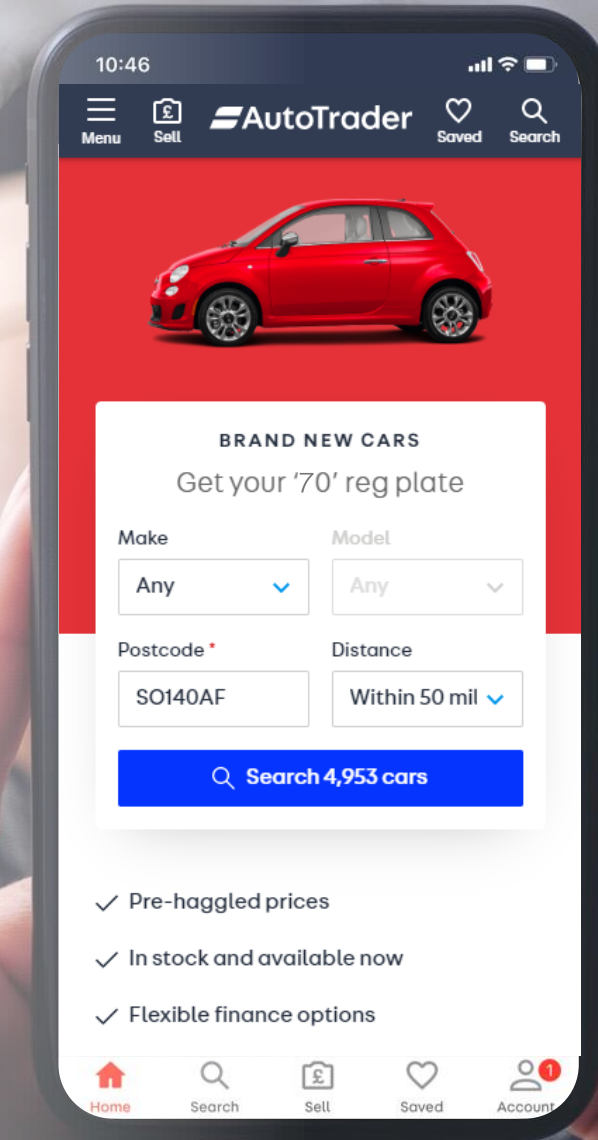 10:46
Menu
Sell
AutoTrader
Saved
Search
BRAND NEW CARS
Get your ‘70’ reg plate
Make
Model
Any
Any
Postcode *
Distance
SO140AF
Within 50 mil
Search 4,953 cars
Pre-haggled prices
In stock and available now
Flexible finance options
1
Home
Search
Sell
Saved
Account